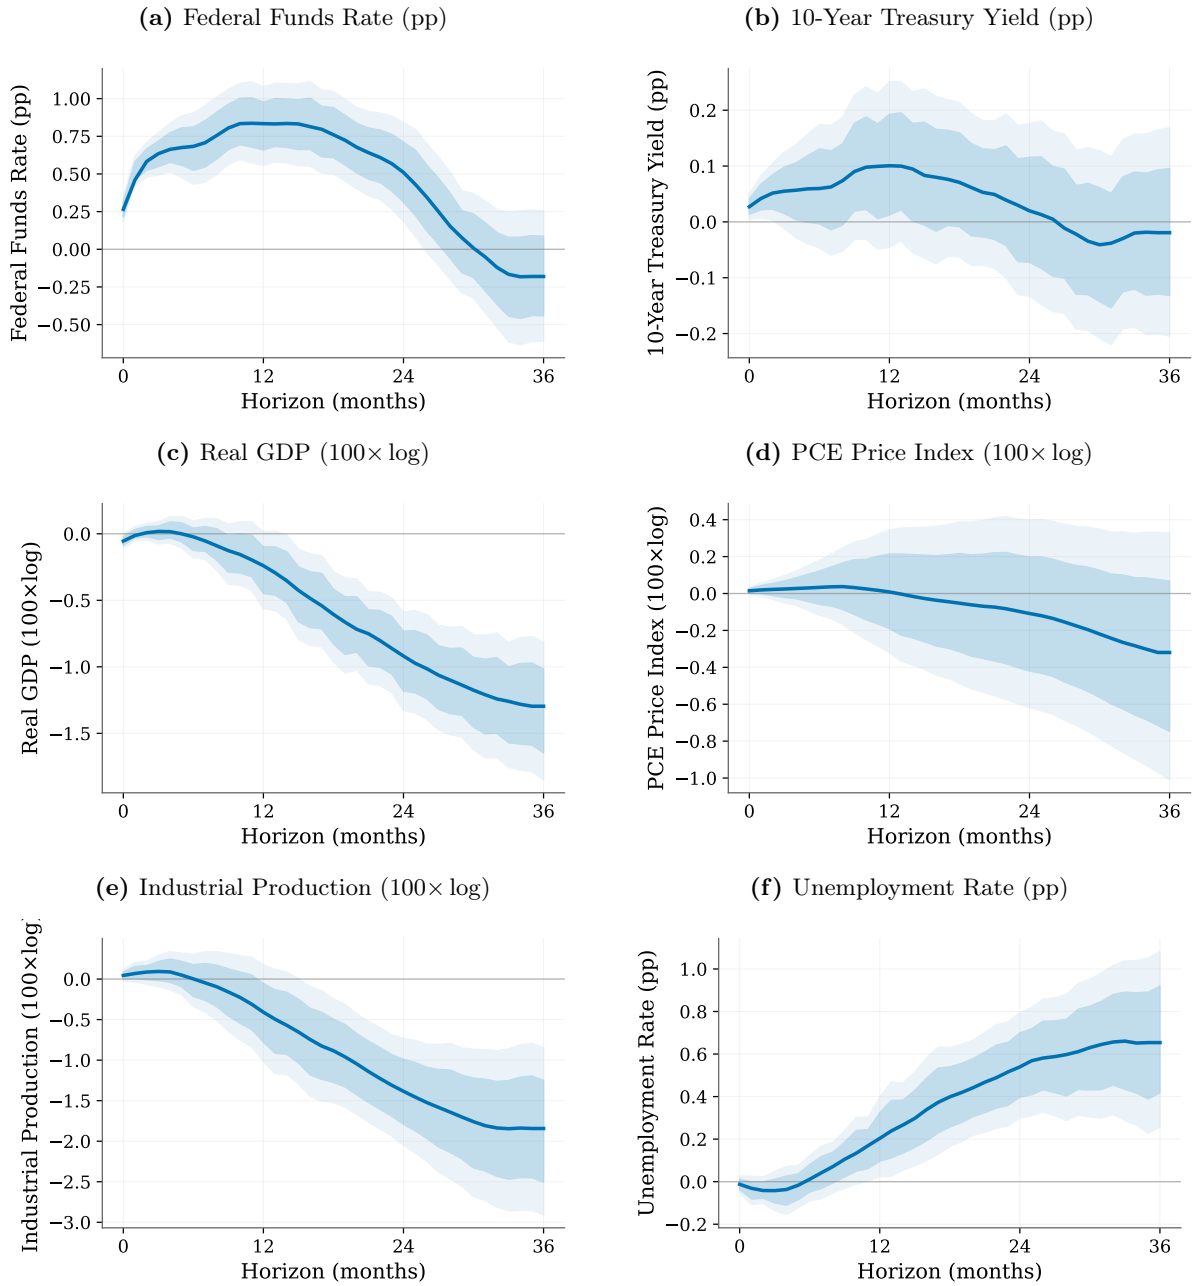 (a) Federal Funds Rate (pp)
Federal Funds Rate (pp)
1.00
0.75
0.50
0.25
0.00
−0.25
−0.50
0 12 24 36
Horizon (months)
(b) 10-Year Treasury Yield (pp)
10-Year Treasury Yield (pp)
0.2
0.1
0.0
−0.1
−0.2
0 12 24 36
Horizon (months)
(c) Real GDP (100× log)
Real GDP (100×log)
0.0
−0.5
−1.0
−1.5
0 12 24 36
Horizon (months)
(d) PCE Price Index (100× log)
PCE Price Index (100×log)
0.4
0.2
0.0
−0.2
−0.4
−0.6
−0.8
−1.0
0 12 24 36
Horizon (months)
(e) Industrial Production (100× log)
Industrial Production (100×log
0.0
−0.5
−1.0
−1.5
−2.0
−2.5
−3.0
0 12 24 36
Horizon (months)
(f) Unemployment Rate (pp)
Unemployment Rate (pp)
1.0
0.8
0.6
0.4
0.2
0.0
−0.2
0 12 24 36
Horizon (months)